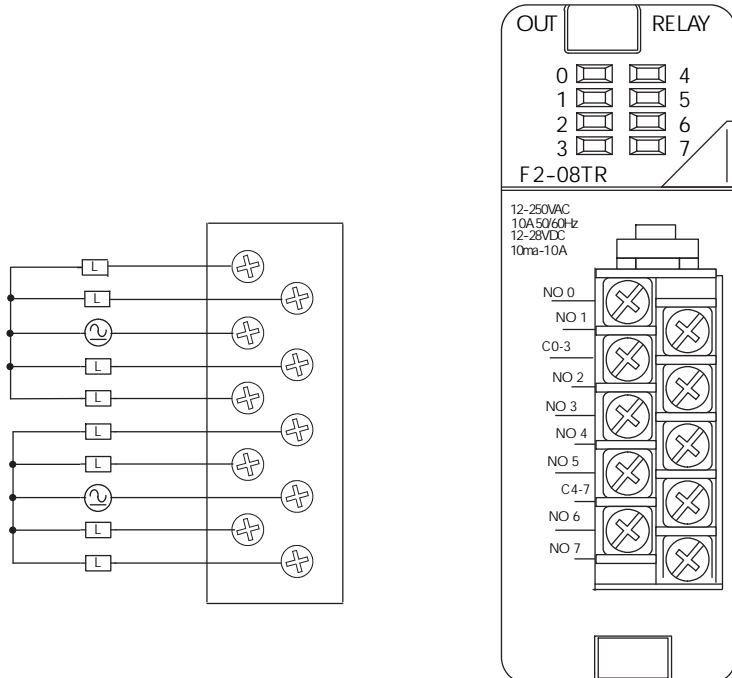 OUT RELAY
0 4
1 5
2 6
3 7
F2-08TR
12-250VAC
10A 50/60Hz
12-28VDC
10ma-10A
L
L
L
L
L
L
L
L
NO 0
NO 1
C0-3
NO 2
NO 3
NO 4
NO 5
C4-7
NO 6
NO 7